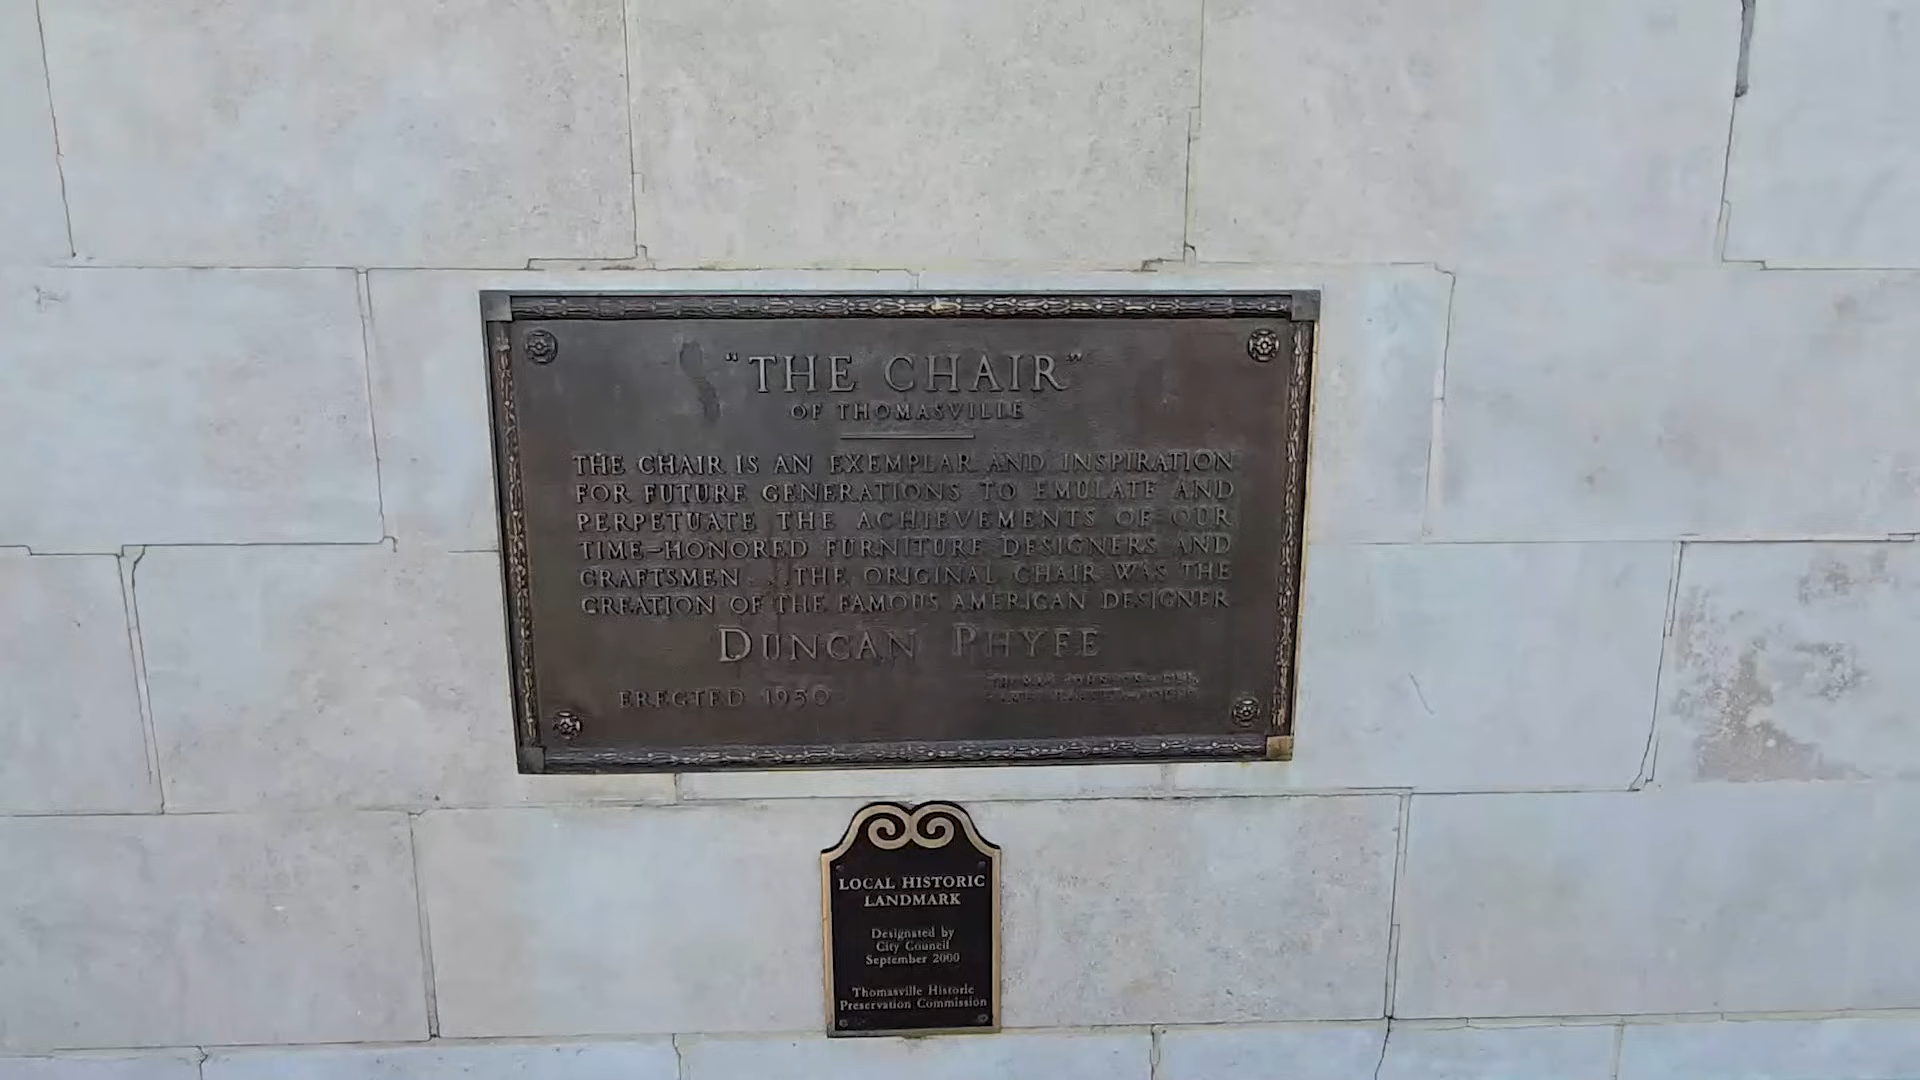 "THE CHAIR"
OF THOMASVILLE
THE CHAIR IS AN EXEMPLAR AND INSPIRATION
FOR FUTURE GENERATIONS TO EMULATE AND
PERPETUATE THE ACHIEVEMENTS OF OUR
TIME-HONORED FURNITURE DESIGNERS AND
CRAFTSMEN . . . THE ORIGINAL CHAIR WAS THE
CREATION OF THE FAMOUS AMERICAN DESIGNER
DUNCAN PHYFE
ERECTED 1950
LOCAL HISTORIC
LANDMARK
Designated by
City Council
September 2000
Thomasville Historic
Preservation Commission